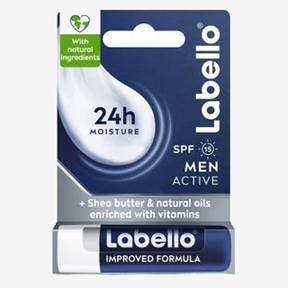 With
natural
ingredients
24h
MOISTURE
Labello
SPF 15
MEN
ACTIVE
+ Shea butter & natural oils
enriched with vitamins
Labello
IMPROVED FORMULA